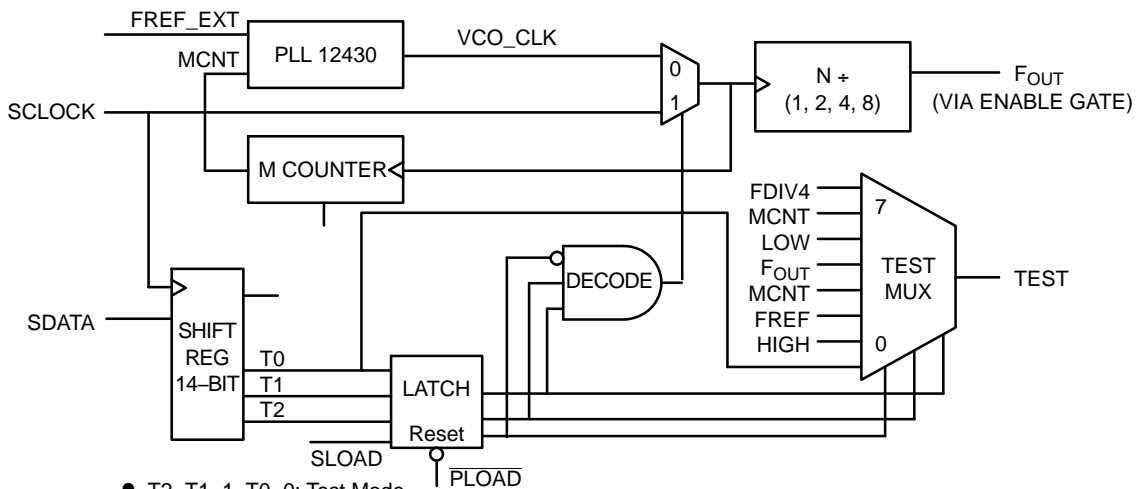 FREF_EXT
MCNT
PLL 12430
VCO_CLK
0
1
N ÷
(1, 2, 4, 8)
FOUT
(VIA ENABLE GATE)
SCLOCK
M COUNTER
FDIV4
MCNT
LOW
FOUT
MCNT
FREF
HIGH
7
TEST
MUX
0
TEST
DECODE
SDATA
SHIFT
REG
14–BIT
T0
T1
T2
LATCH
Reset
SLOAD
PLOAD